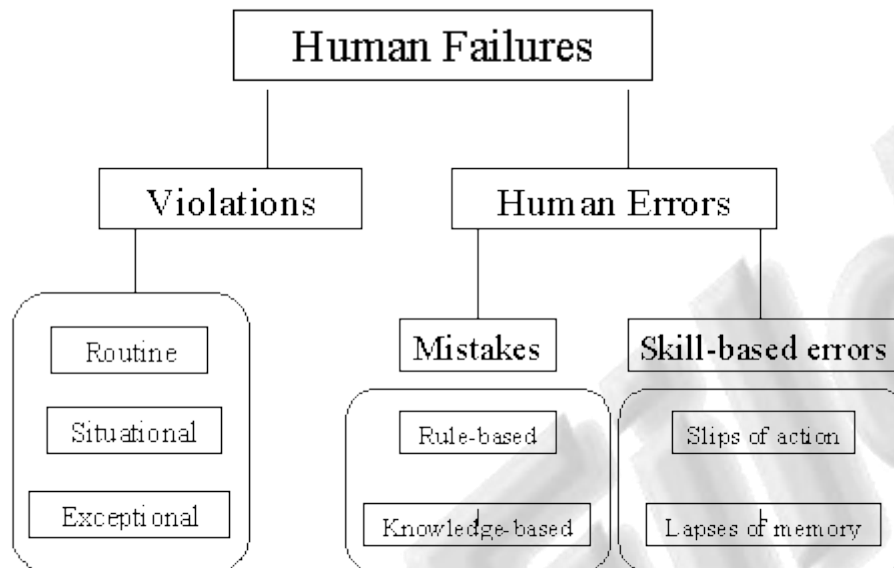 Human Failures
Violations
Human Errors
Routine
Situational
Exceptional
Mistakes
Skill-based errors
Rule-based
Knowledge-based
Slips of action
Lapses of memory